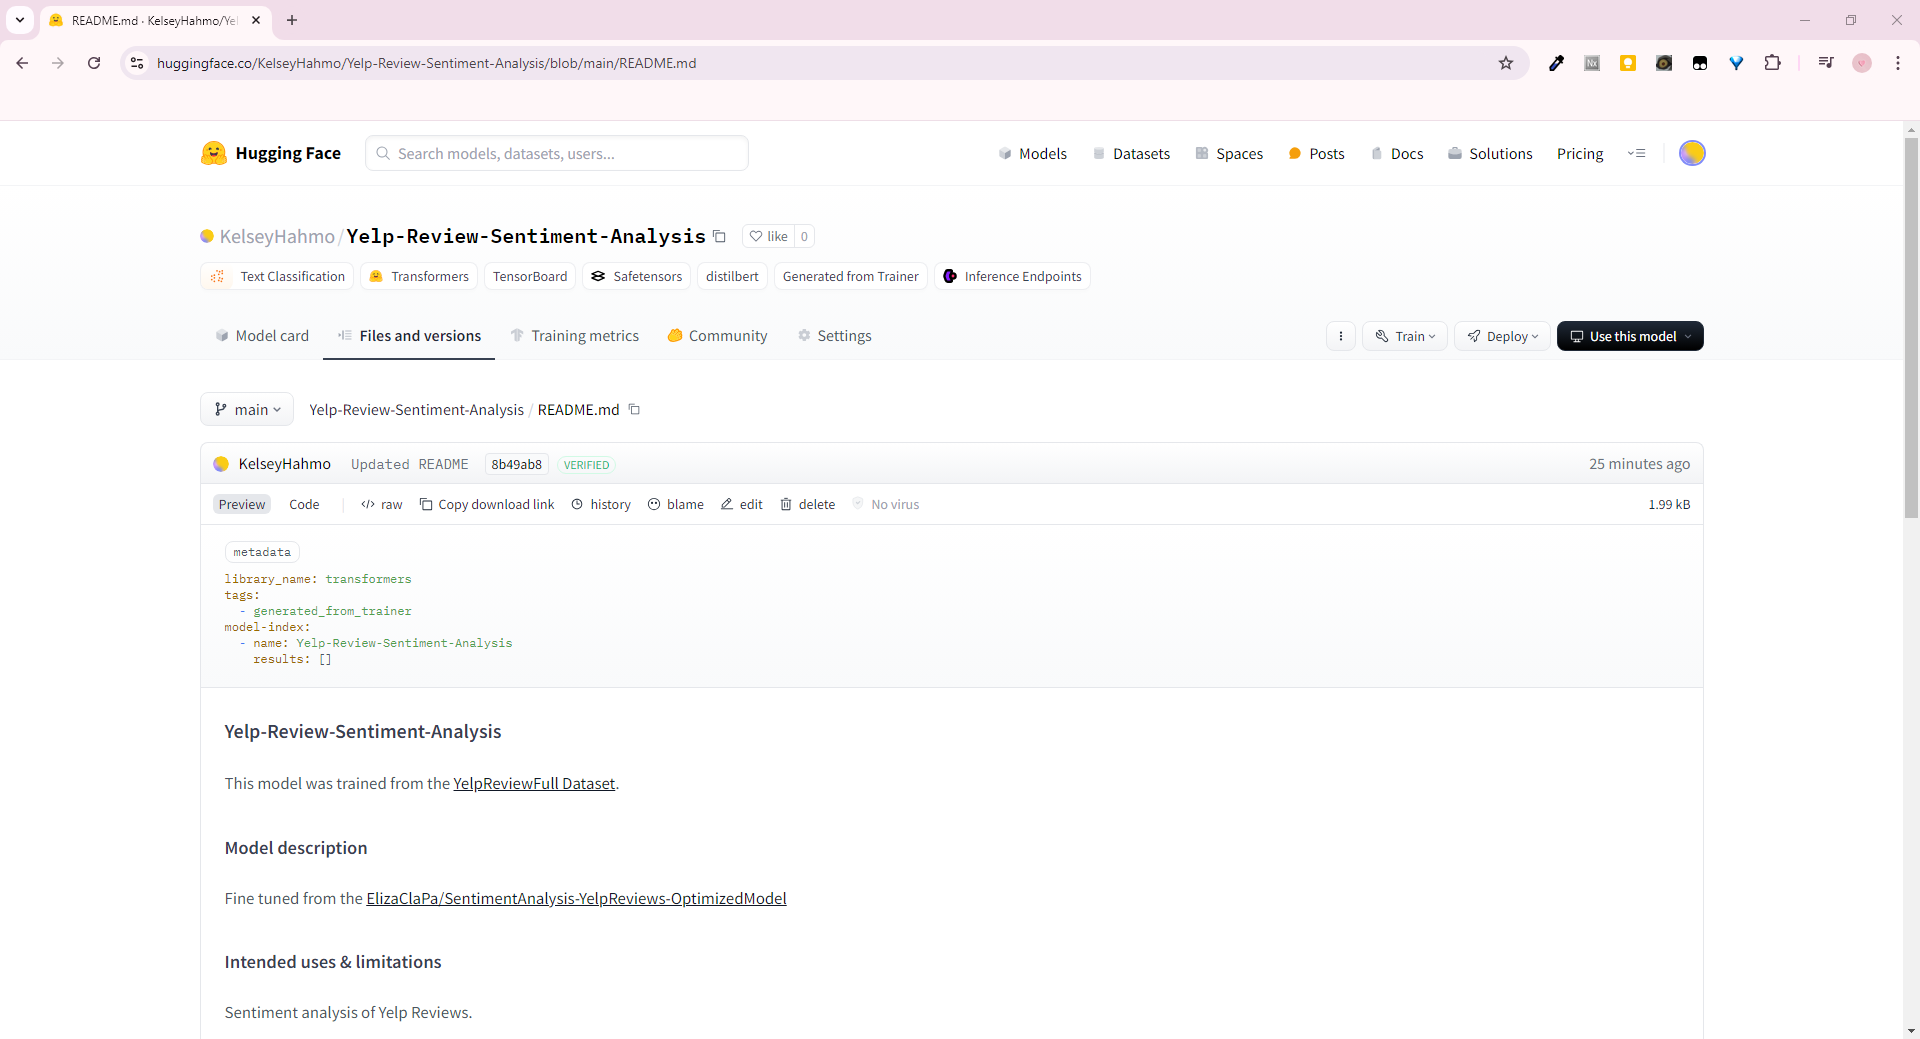 README.md · KelseyHahmo/Ye
huggingface.co/KelseyHahmo/Yelp-Review-Sentiment-Analysis/blob/main/README.md
Nx
Hugging Face
Search models, datasets, users...
Models
Datasets
Spaces
Posts
Docs
Solutions
Pricing
KelseyHahmo/Yelp-Review-Sentiment-Analysis
like 0
Text Classification
Transformers
TensorBoard
Safetensors
distilbert
Generated from Trainer
Inference Endpoints
Model card
Files and versions
Training metrics
Community
Settings
Train
Deploy
Use this model
main
Yelp-Review-Sentiment-Analysis / README.md
KelseyHahmo
Updated README
8b49ab8
VERIFIED
25 minutes ago
Preview
Code
raw
Copy download link
history
blame
edit
delete
No virus
1.99 kB
metadata
library_name: transformers
tags:
- generated_from_trainer
model-index:
- name: Yelp-Review-Sentiment-Analysis
results: []
Yelp-Review-Sentiment-Analysis
This model was trained from the YelpReviewFull Dataset.
Model description
Fine tuned from the ElizaClaPa/SentimentAnalysis-YelpReviews-OptimizedModel
Intended uses & limitations
Sentiment analysis of Yelp Reviews.